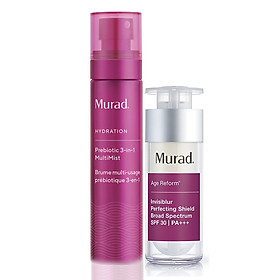 Murad.
HYDRATION
Prebiotic 3-in-1
MultiMist
Brume multi-usage
prébiotique 3-en-1
Murad.
Age Reform®
Invisiblur
Perfecting Shield
Broad Spectrum
SPF 30 | PA+++